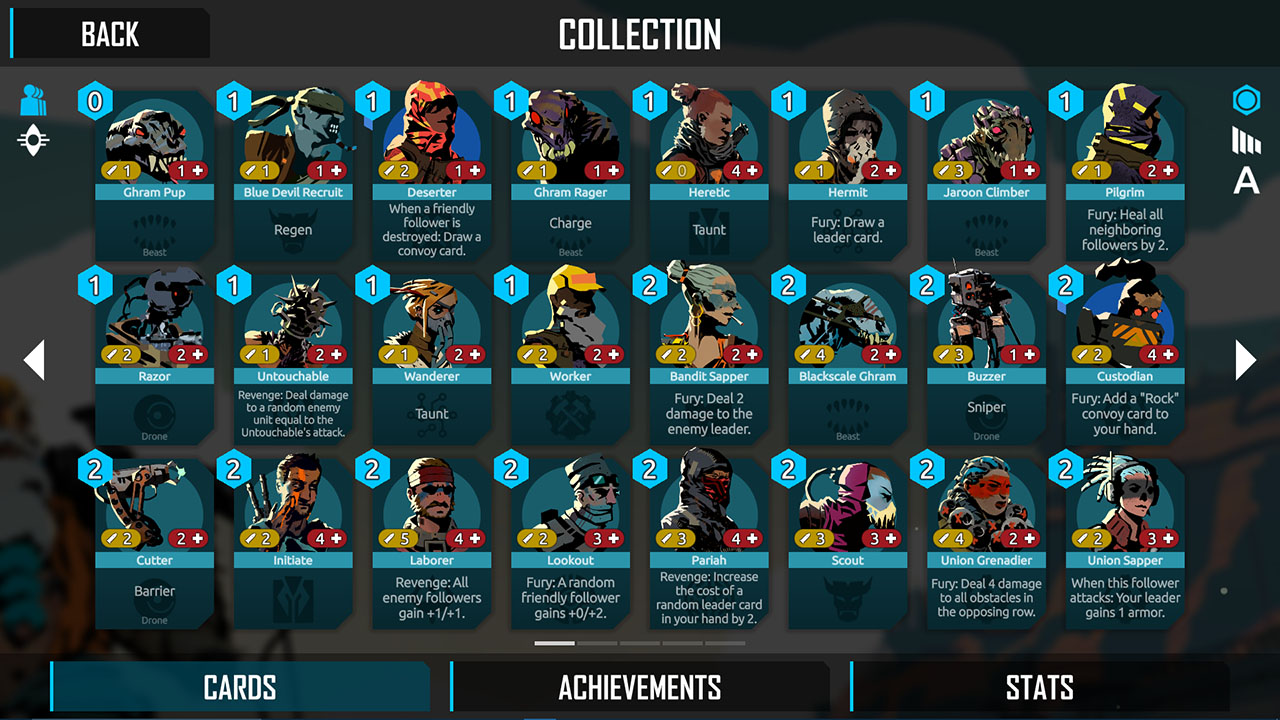 BACK
COLLECTION
0
1
1
1
1
1
1
1
1 1
1 1
2 1
1 1
0 4
1 2
3 1
1 2
Ghram Pup
Blue Devil Recruit
Deserter
Ghram Rager
Heretic
Hermit
Jaroon Climber
Pilgrim
Beast
Regen
When a friendly
follower is
destroyed: Draw a
convoy card.
Charge
Beast
Taunt
Fury: Draw a
leader card.
Beast
Fury: Heal all
neighboring
followers by 2.
A
1
1
1
1
2
2
2
2
2 2
1 2
1 2
2 2
2 2
4 2
3 1
2 4
Razor
Untouchable
Wanderer
Worker
Bandit Sapper
Blackscale Ghram
Buzzer
Custodian
Drone
Revenge: Deal damage
to a random enemy
unit equal to the
Untouchable's attack.
Taunt
Fury: Deal 2
damage to the
enemy leader.
Beast
Sniper
Drone
Fury: Add a "Rock"
convoy card to
your hand.
2
2
2
2
2
2
2
2
2 2
2 4
5 4
2 3
3 4
3 3
4 2
2 3
Cutter
Initiate
Laborer
Lookout
Pariah
Scout
Union Grenadier
Union Sapper
Barrier
Drone
Revenge: All
enemy followers
gain +1/+1.
Fury: A random
friendly follower
gains +0/+2.
Revenge: Increase
the cost of a
random leader card
in your hand by 2.
Fury: Deal 4 damage
to all obstacles in
the opposing row.
When this follower
attacks: Your leader
gains 1 armor.
CARDS
ACHIEVEMENTS
STATS